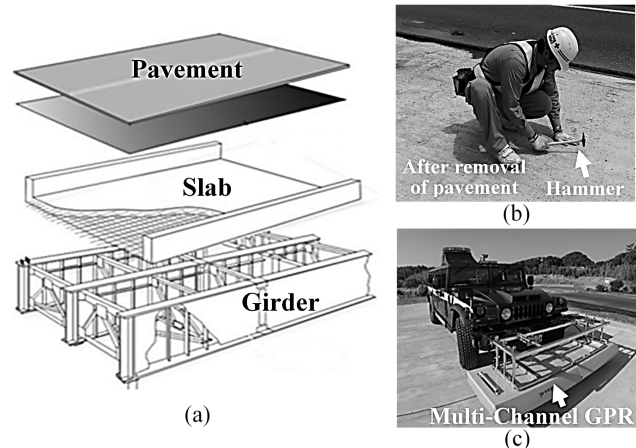 Pavement
Slab
Girder
(a)
After removal
of pavement
Hammer
(b)
Multi-Channel GPR
(c)